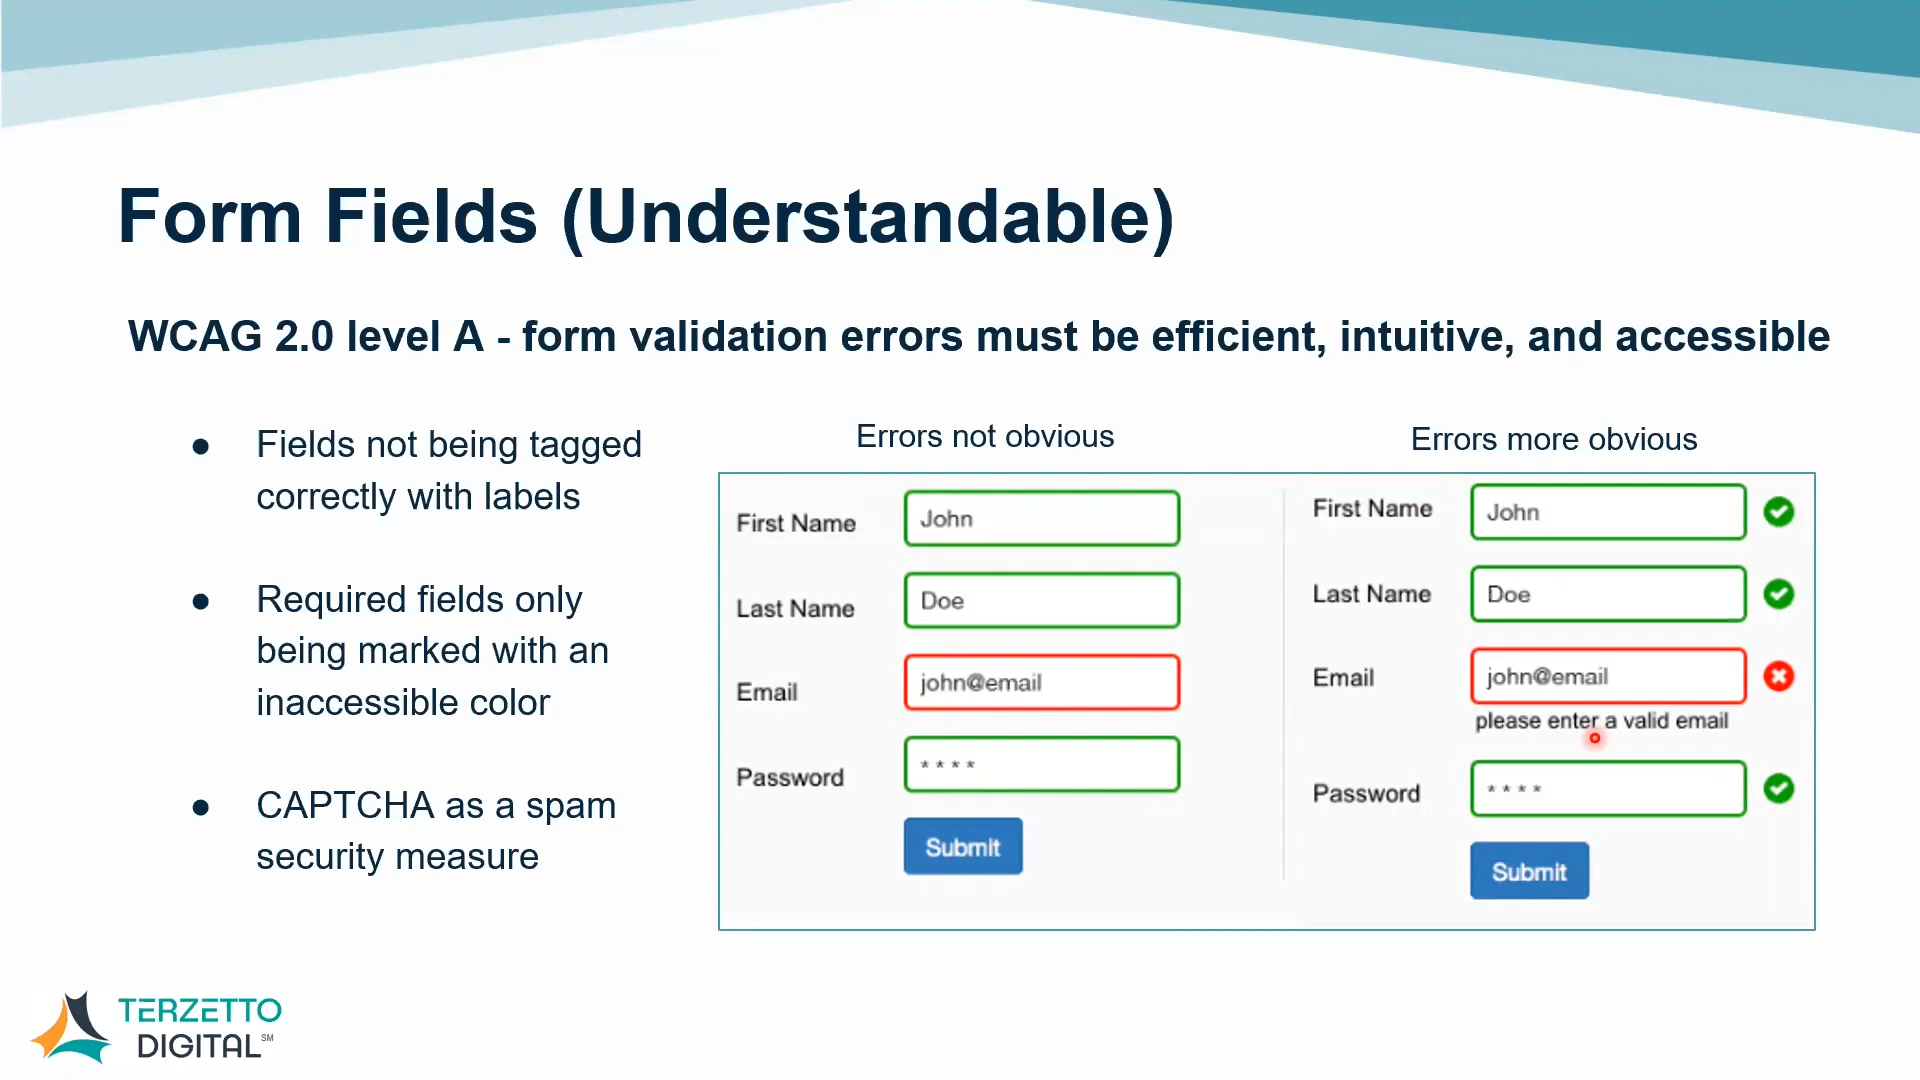 Form Fields (Understandable)
WCAG 2.0 level A - form validation errors must be efficient, intuitive, and accessible
● Fields not being tagged
correctly with labels
● Required fields only
being marked with an
inaccessible color
● CAPTCHA as a spam
security measure
Errors not obvious
First Name John
Last Name Doe
Email john@email
Password ****
Submit
Errors more obvious
First Name John
Last Name Doe
Email john@email
please enter a valid email
Password ****
Submit
TERZETTO
DIGITAL℠